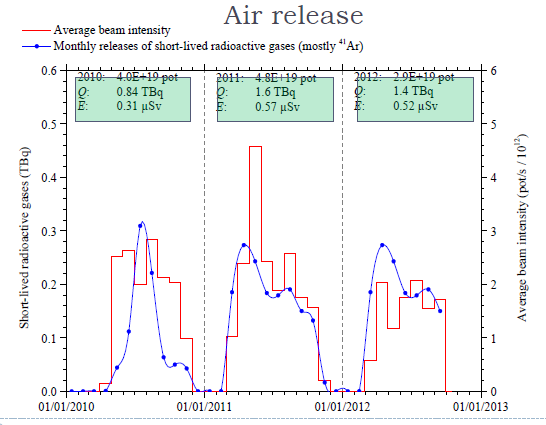 Air release
Average beam intensity
Monthly releases of short-lived radioactive gases (mostly ⁴¹Ar)
0.6
0.5
0.4
0.3
0.2
0.1
0.0
Short-lived radioactive gases (TBq)
2010: 4.0E+19 pot
Q: 0.84 TBq
E: 0.31 µSv
2011: 4.8E+19 pot
Q: 1.6 TBq
E: 0.57 µSv
2012: 2.9E+19 pot
Q: 1.4 TBq
E: 0.52 µSv
6
5
4
3
2
1
0
Average beam intensity (pot/s / 10¹²)
01/01/2010 01/01/2011 01/01/2012 01/01/2013